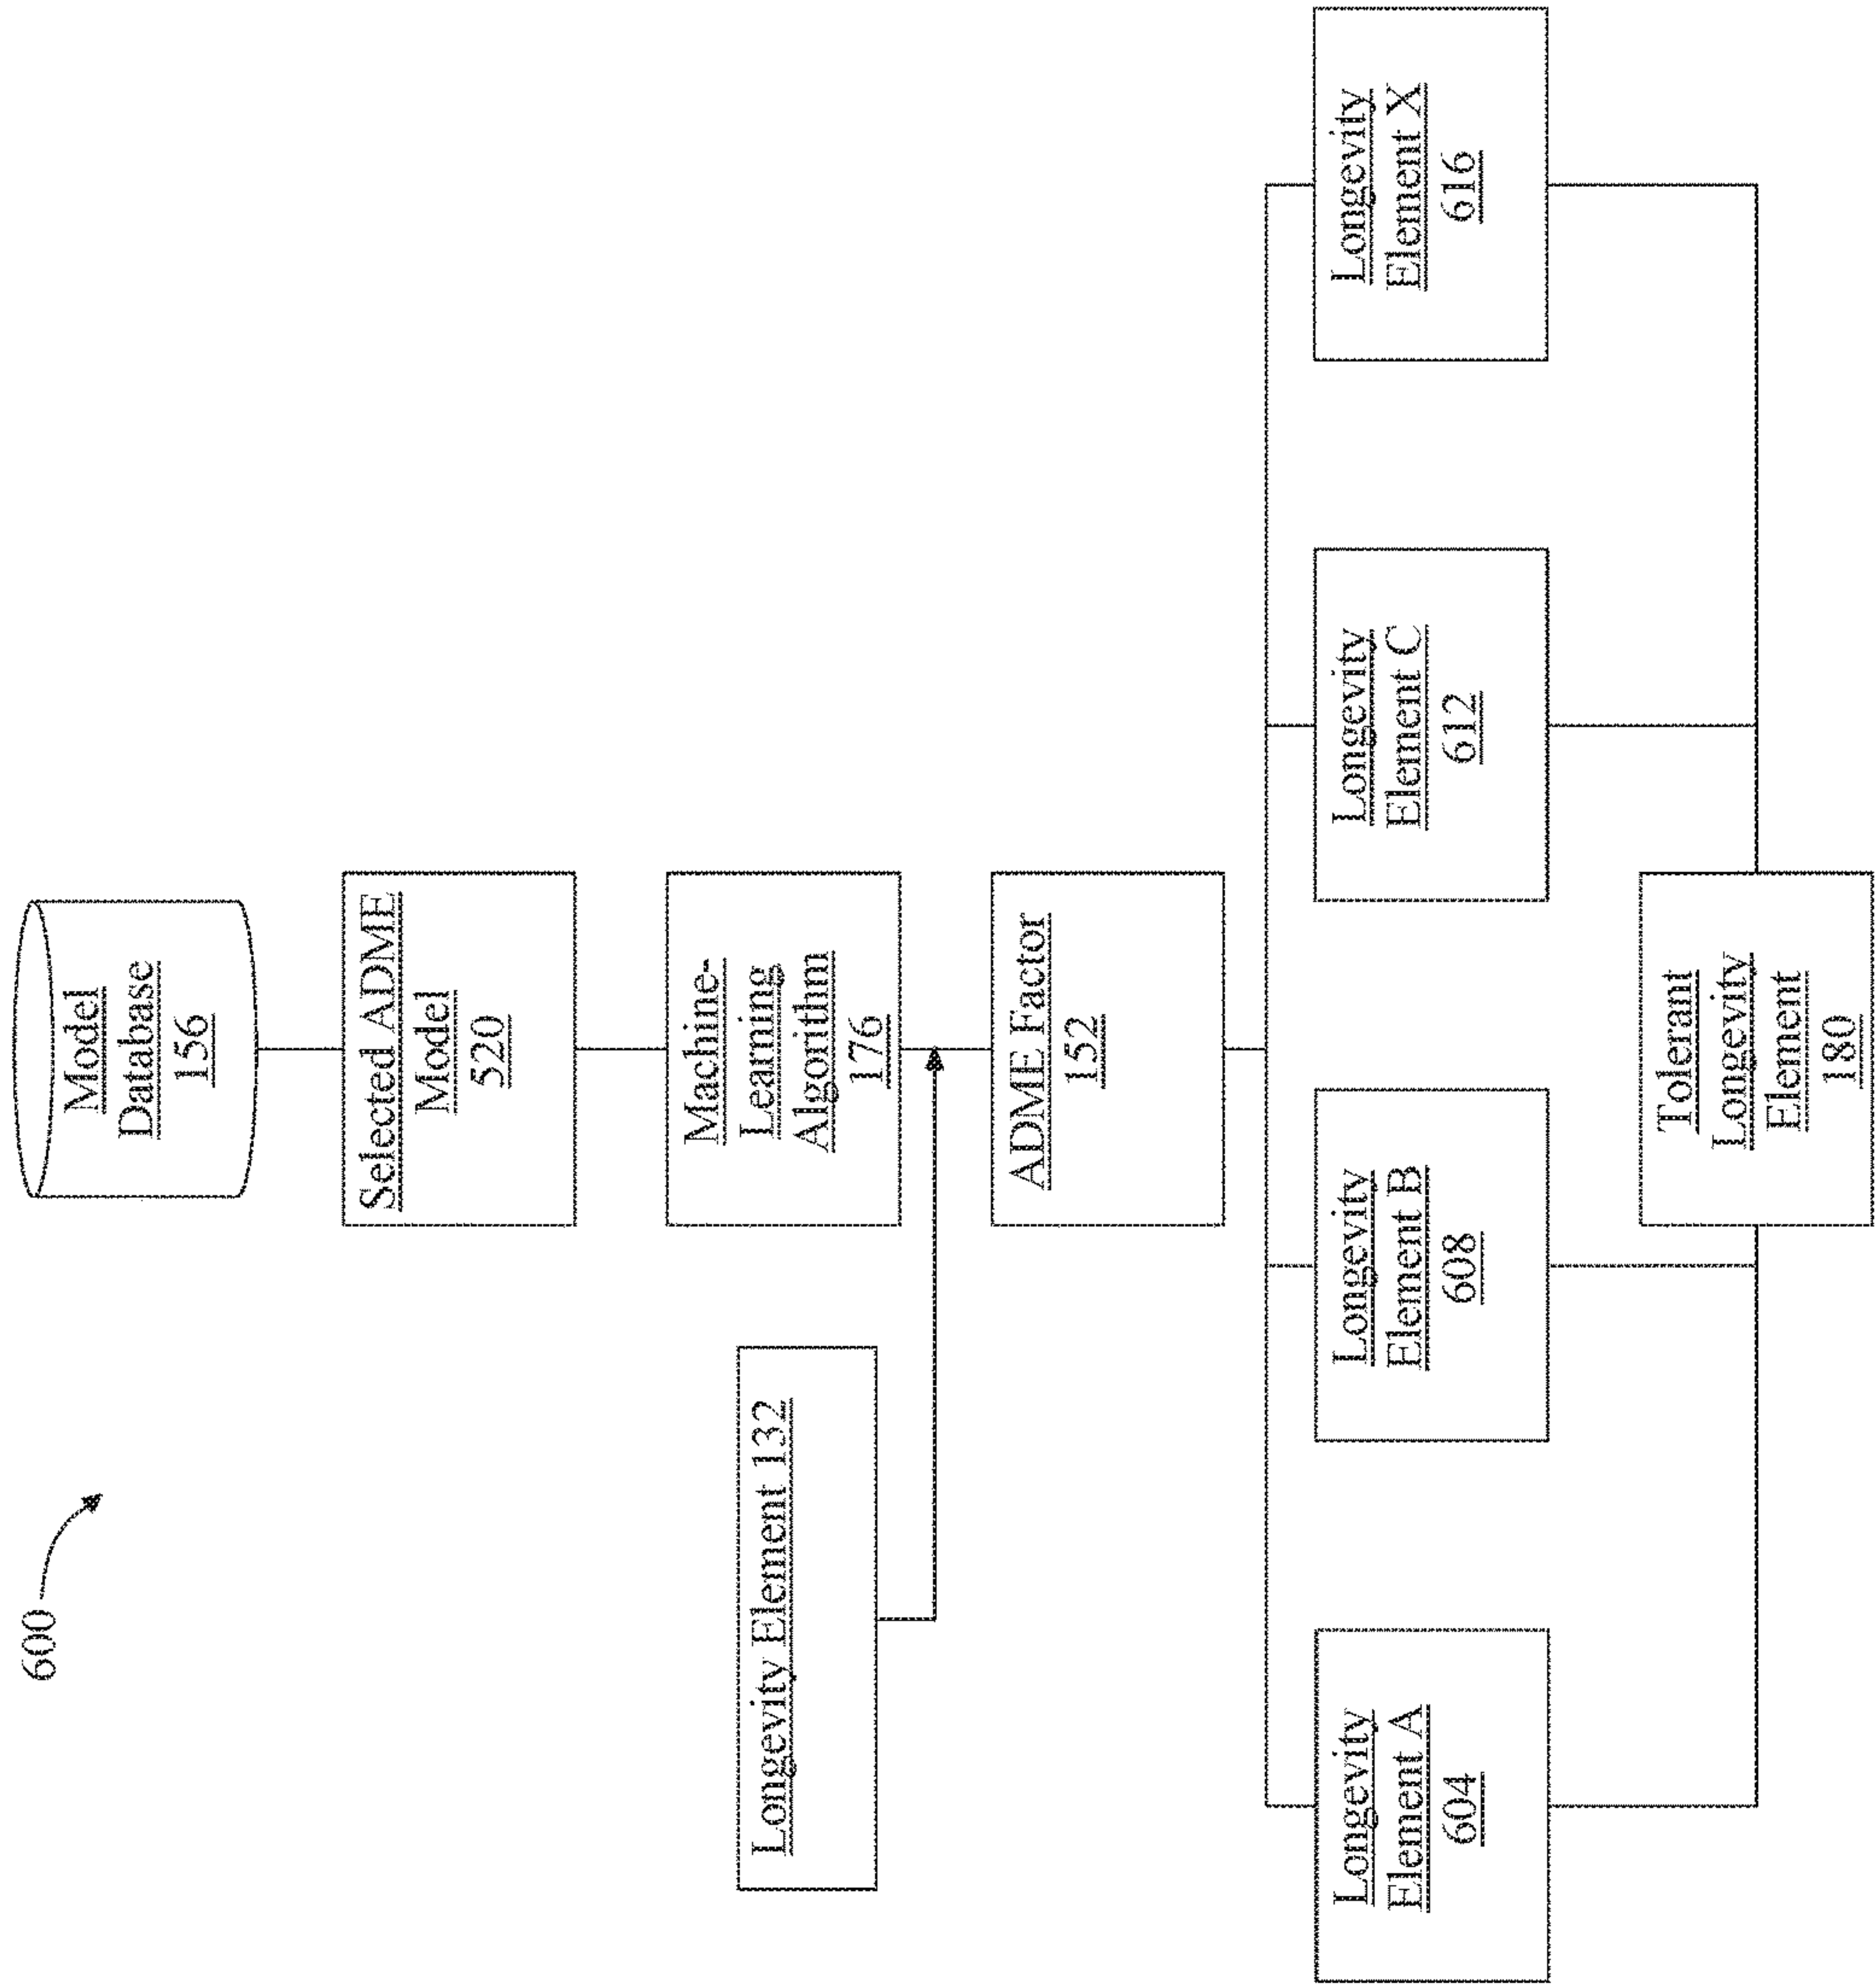 600
Model
Database
156
Selected ADME
Model
520
Machine-
Learning
Algorithm
176
Longevity Element 132
ADME Factor
152
Longevity
Element A
604
Longevity
Element B
608
Longevity
Element C
612
Longevity
Element X
616
Tolerant
Longevity
Element
180